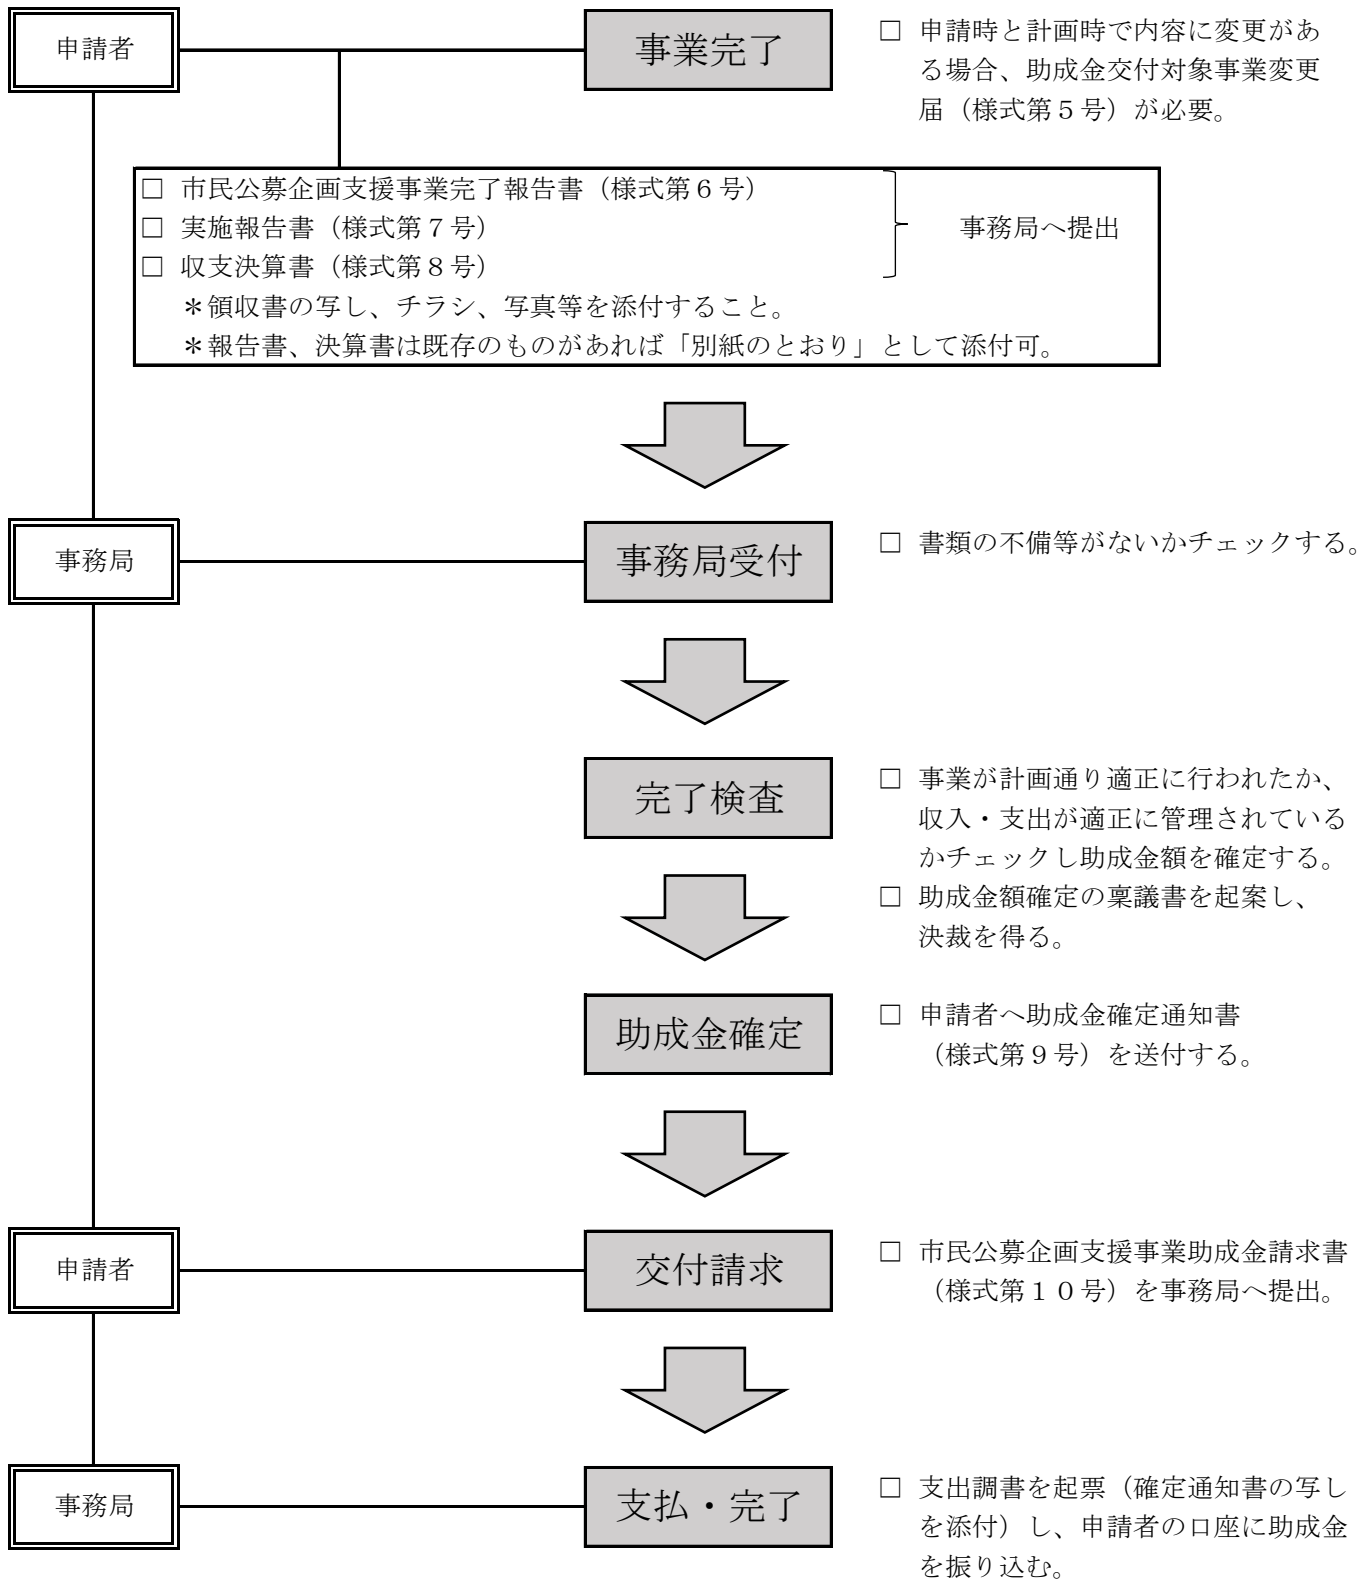 申請者
事業完了
□ 申請時と計画時で内容に変更があ
る場合、助成金交付対象事業変更
届（様式第５号）が必要。
□ 市民公募企画支援事業完了報告書（様式第６号）
□ 実施報告書（様式第７号）
事務局へ提出
□ 収支決算書（様式第８号）
＊領収書の写し、チラシ、写真等を添付すること。
＊報告書、決算書は既存のものがあれば「別紙のとおり」として添付可。
事務局
事務局受付
□ 書類の不備等がないかチェックする。
完了検査
□ 事業が計画通り適正に行われたか、
収入・支出が適正に管理されている
かチェックし助成金額を確定する。
□ 助成金額確定の稟議書を起案し、
決裁を得る。
助成金確定
□ 申請者へ助成金確定通知書
（様式第９号）を送付する。
申請者
交付請求
□ 市民公募企画支援事業助成金請求書
（様式第１０号）を事務局へ提出。
事務局
支払・完了
□ 支出調書を起票（確定通知書の写し
を添付）し、申請者の口座に助成金
を振り込む。